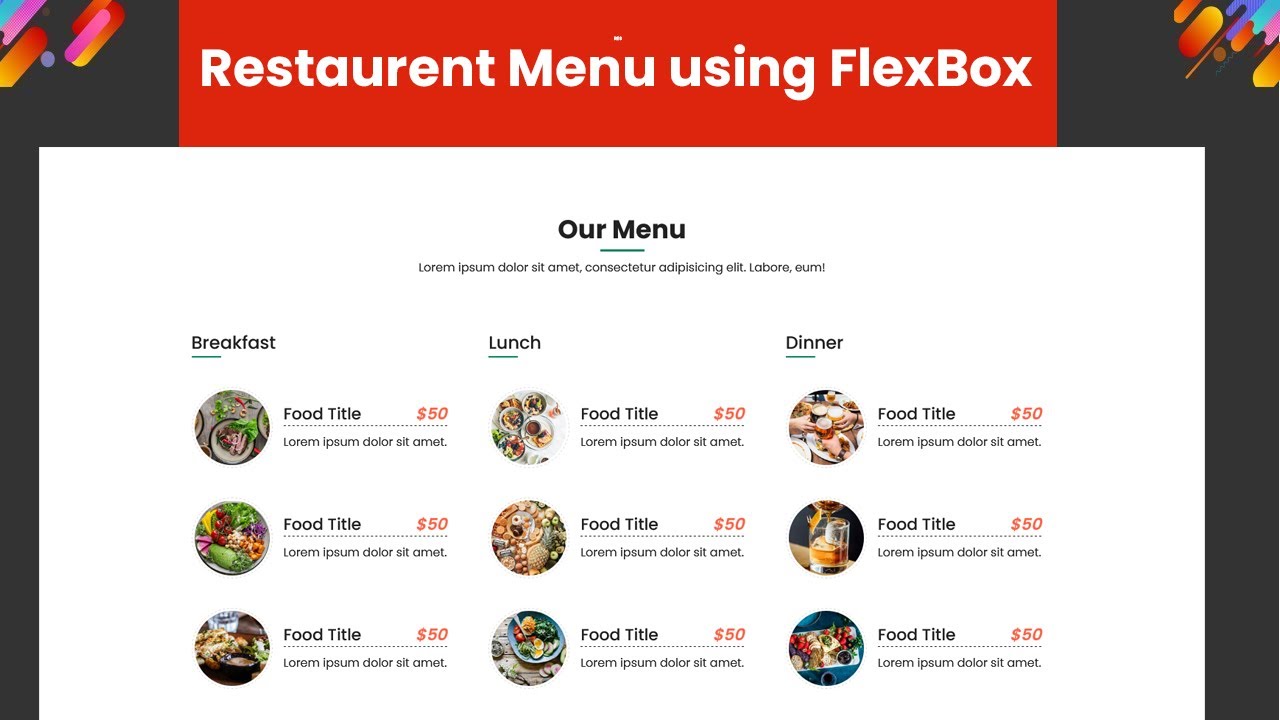 Restaurent Menu using FlexBox
Our Menu
Lorem ipsum dolor sit amet, consectetur adipisicing elit. Labore, eum!
Breakfast
Food Title $50
Lorem ipsum dolor sit amet.
Food Title $50
Lorem ipsum dolor sit amet.
Food Title $50
Lorem ipsum dolor sit amet.
Lunch
Food Title $50
Lorem ipsum dolor sit amet.
Food Title $50
Lorem ipsum dolor sit amet.
Food Title $50
Lorem ipsum dolor sit amet.
Dinner
Food Title $50
Lorem ipsum dolor sit amet.
Food Title $50
Lorem ipsum dolor sit amet.
Food Title $50
Lorem ipsum dolor sit amet.